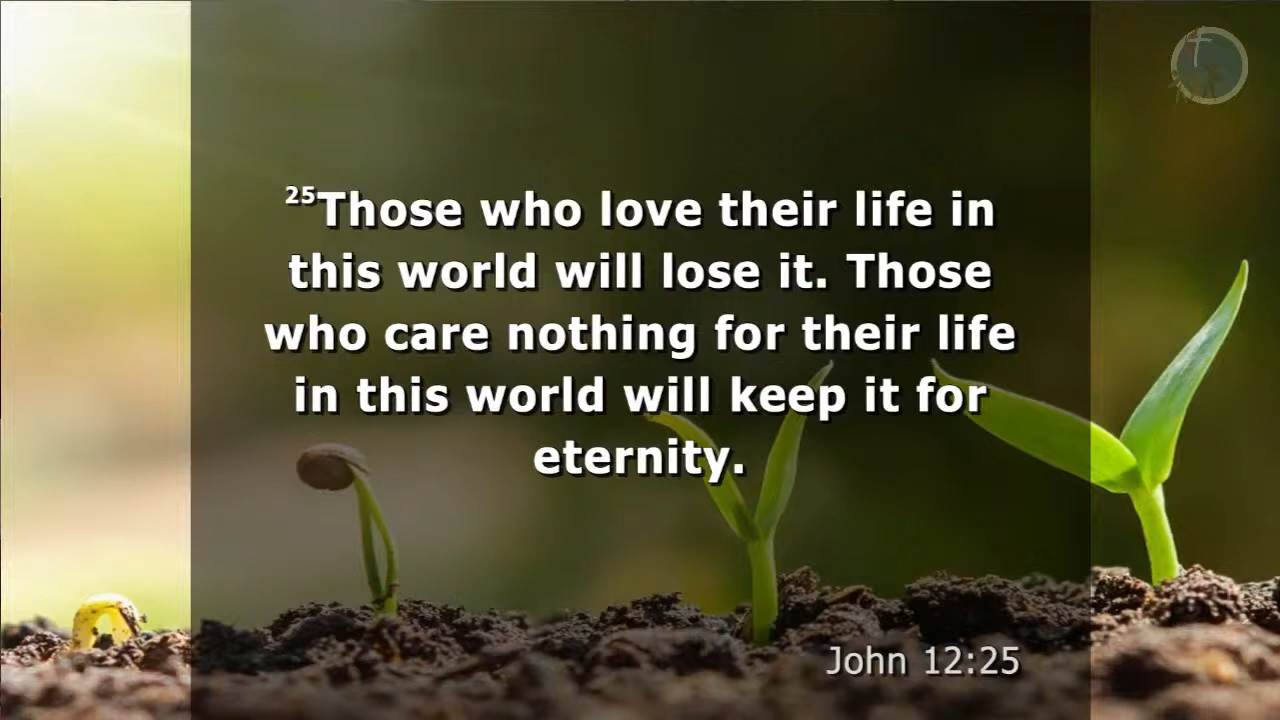 ²⁵Those who love their life in
this world will lose it. Those
who care nothing for their life
in this world will keep it for
eternity.
John 12:25